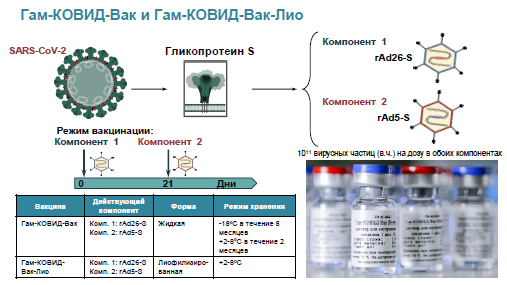 Гам-КОВИД-Вак и Гам-КОВИД-Вак-Лио
SARS-CoV-2
Гликопротеин S
Компонент 1
rAd26-S
Компонент 2
rAd5-S
10¹¹ вирусных частиц (в.ч.) на дозу в обоих компонентах
Режим вакцинации:
Компонент 1 Компонент 2
0 21 Дни
Вакцина Действующий компонент Форма Режим хранения
Гам-КОВИД-Вак Комп. 1: rAd26-S Жидкая -18ºС в течение 6
Комп. 2: rAd5-S месяцев
+2-8ºС в течение 2
месяцев
Гам-КОВИД- Комп. 1: rAd26-S Лиофилизиро- +2-8ºС
Вак-Лио Комп. 2: rAd5-S ванная